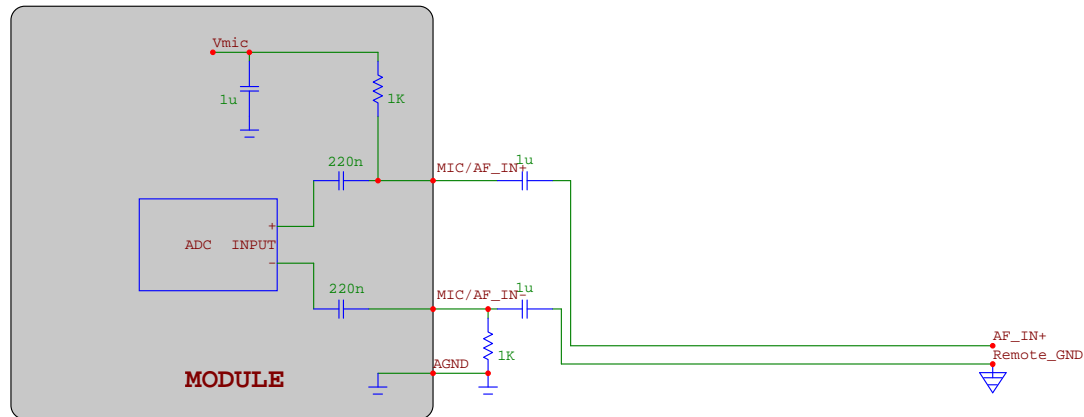 Vmic
1u
1K
220n
MIC/AF_IN+
1u
+
ADC INPUT
-
220n
MIC/AF_IN-
1u
1K
AGND
AF_IN+
Remote_GND
MODULE